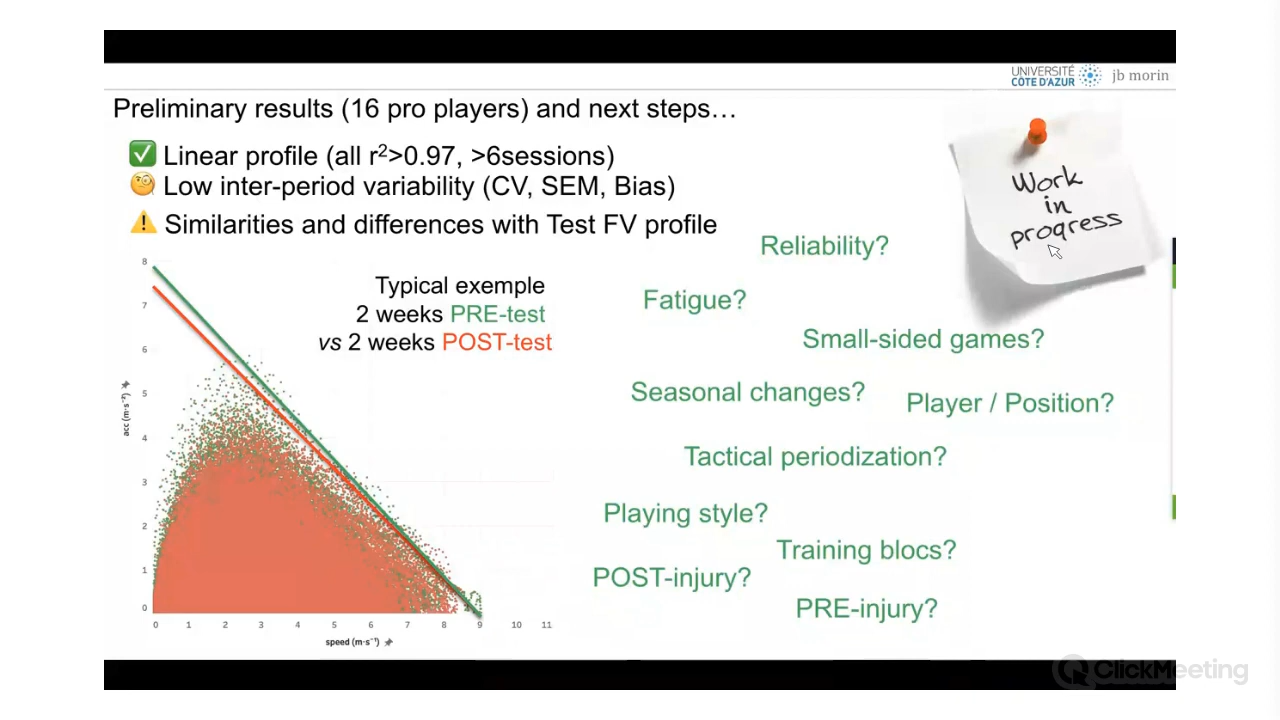 UNIVERSITÉ
CÔTE D'AZUR
jb morin
Preliminary results (16 pro players) and next steps…
Linear profile (all r²>0.97, >6sessions)
Low inter-period variability (CV, SEM, Bias)
Similarities and differences with Test FV profile
Work
in
progress
Typical exemple
2 weeks PRE-test
vs 2 weeks POST-test
8
7
6
5
4
3
2
1
0
acc (m·s⁻²)
0 1 2 3 4 5 6 7 8 9 10 11
speed (m·s⁻¹)
Reliability?
Fatigue?
Small-sided games?
Seasonal changes?
Player / Position?
Tactical periodization?
Playing style?
Training blocs?
POST-injury?
PRE-injury?
ClickMeeting